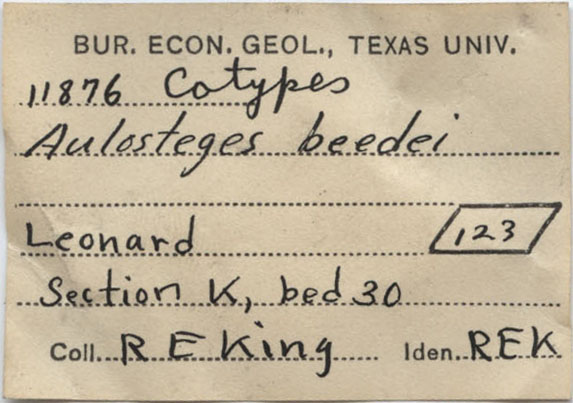 BUR. ECON. GEOL., TEXAS UNIV.
11876 Cotypes
Aulosteges beedei
Leonard 123
Section K, bed 30
Coll. R E King Iden. REK